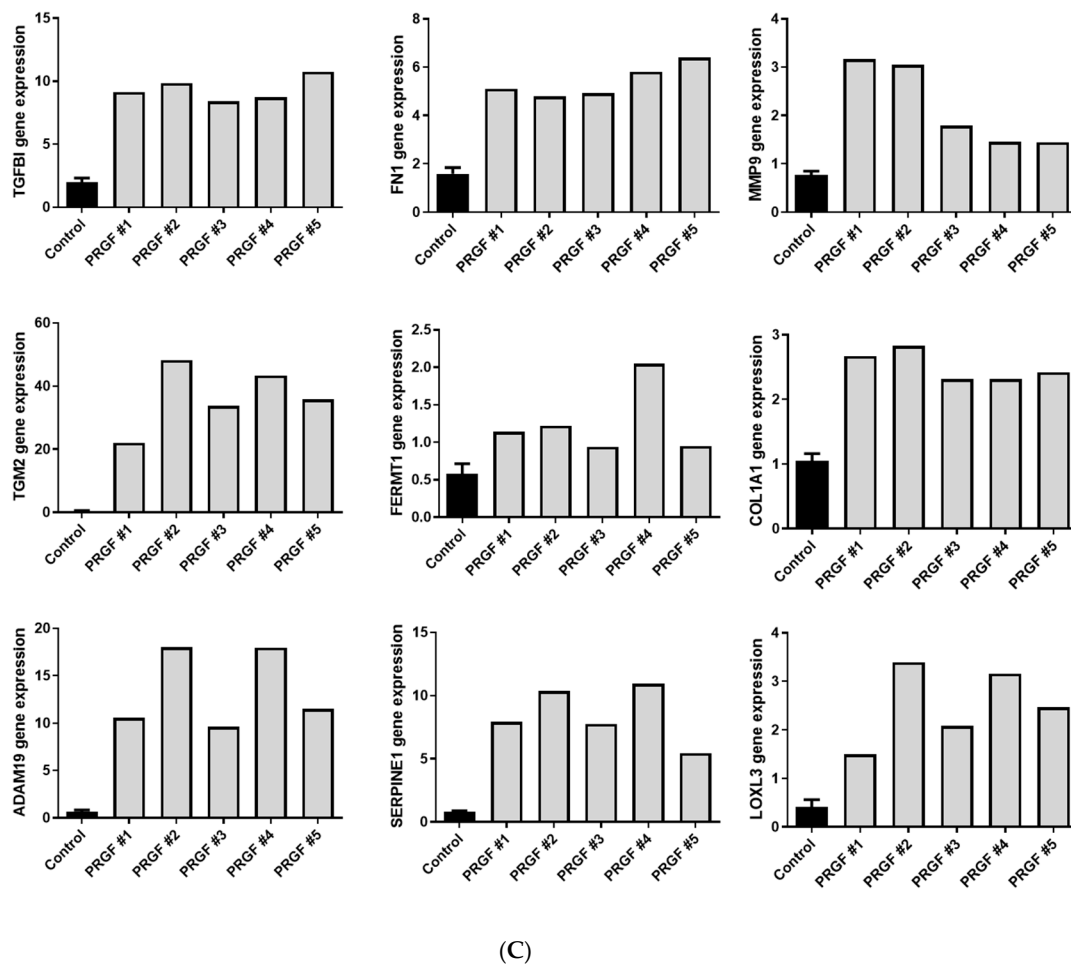 TGFBI gene expression
15
10
5
0
Control
PRGF #1
PRGF #2
PRGF #3
PRGF #4
PRGF #5
FN1 gene expression
8
6
4
2
0
Control
PRGF #1
PRGF #2
PRGF #3
PRGF #4
PRGF #5
MMP9 gene expression
4
3
2
1
0
Control
PRGF #1
PRGF #2
PRGF #3
PRGF #4
PRGF #5
TGM2 gene expression
60
40
20
0
Control
PRGF #1
PRGF #2
PRGF #3
PRGF #4
PRGF #5
FERMT1 gene expression
2.5
2.0
1.5
1.0
0.5
0.0
Control
PRGF #1
PRGF #2
PRGF #3
PRGF #4
PRGF #5
COL1A1 gene expression
3
2
1
0
Control
PRGF #1
PRGF #2
PRGF #3
PRGF #4
PRGF #5
ADAM19 gene expression
20
15
10
5
0
Control
PRGF #1
PRGF #2
PRGF #3
PRGF #4
PRGF #5
SERPINE1 gene expression
15
10
5
0
Control
PRGF #1
PRGF #2
PRGF #3
PRGF #4
PRGF #5
LOXL3 gene expression
4
3
2
1
0
Control
PRGF #1
PRGF #2
PRGF #3
PRGF #4
PRGF #5
(C)